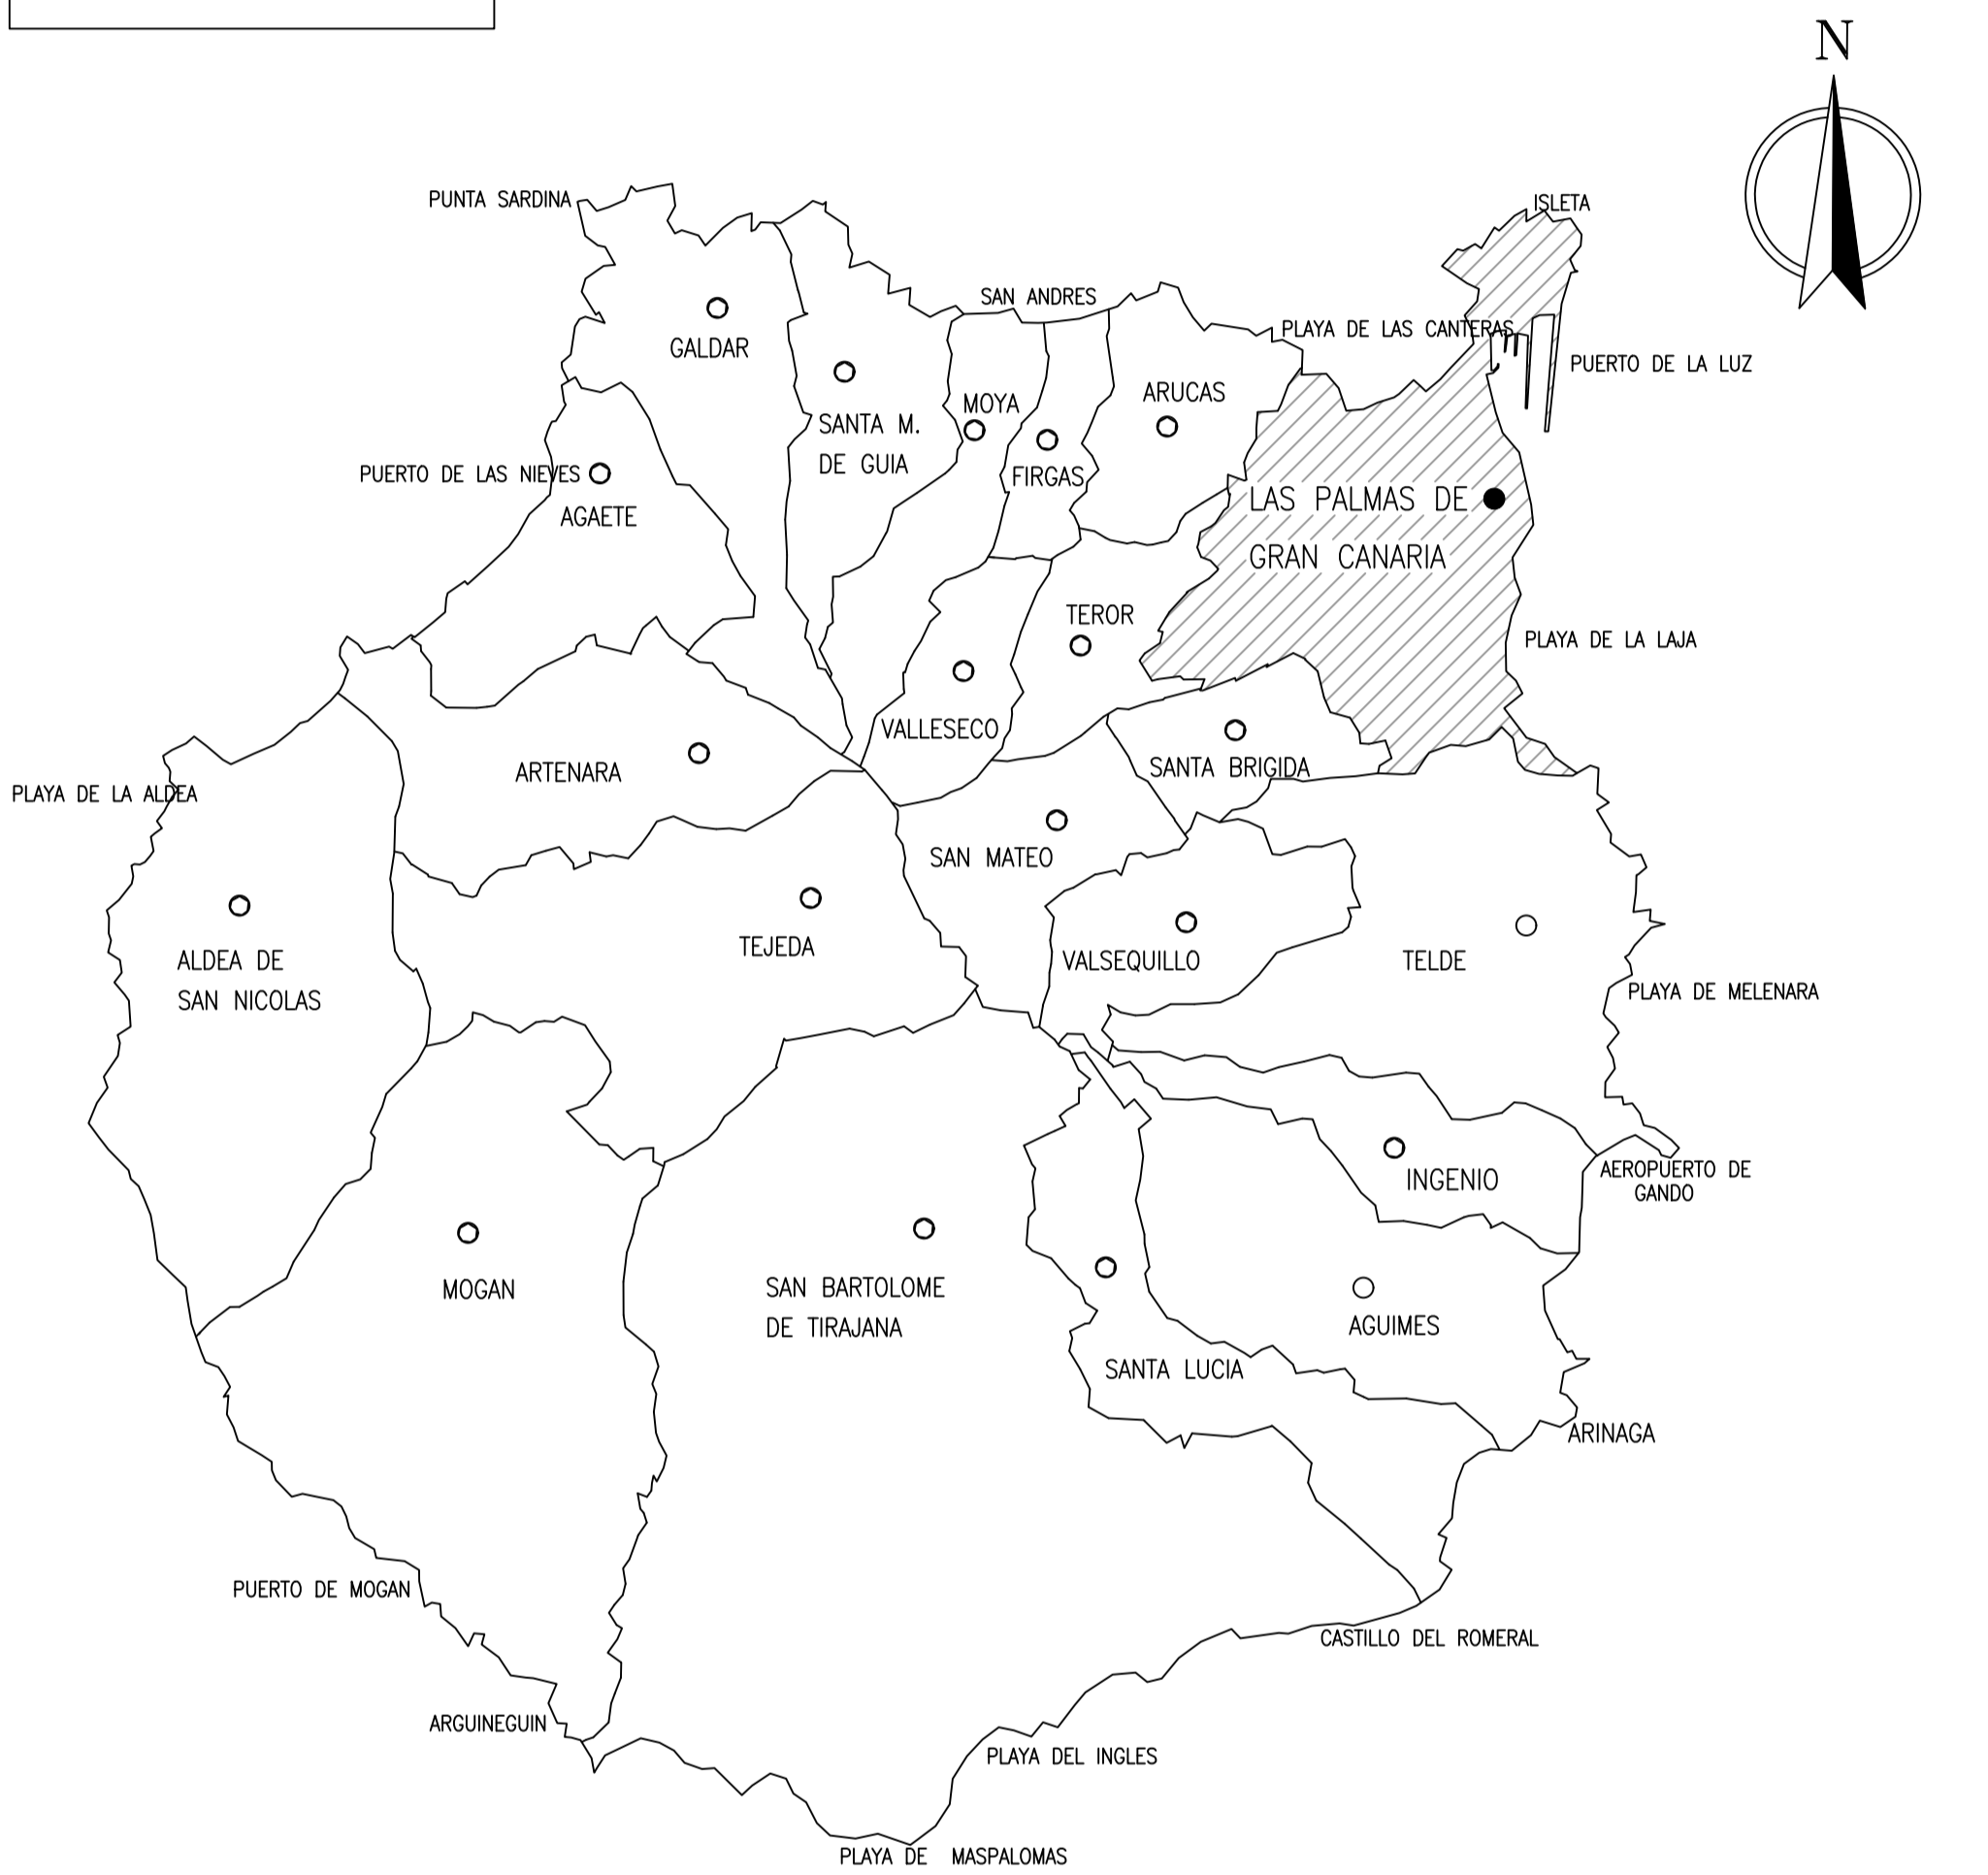 N
PUNTA SARDINA
ISLETA
SAN ANDRES
PLAYA DE LAS CANTERAS
GALDAR
PUERTO DE LA LUZ
ARUCAS
MOYA
SANTA M.
DE GUIA
PUERTO DE LAS NIEVES
FIRGAS
LAS PALMAS DE
GRAN CANARIA
AGAETE
TEROR
PLAYA DE LA LAJA
VALLESECO
SANTA BRIGIDA
ARTENARA
PLAYA DE LA ALDEA
SAN MATEO
TEJEDA
ALDEA DE
SAN NICOLAS
VALSEQUILLO
TELDE
PLAYA DE MELENARA
AEROPUERTO DE
GANDO
INGENIO
MOGAN
SAN BARTOLOME
DE TIRAJANA
AGUIMES
SANTA LUCIA
ARINAGA
PUERTO DE MOGAN
CASTILLO DEL ROMERAL
ARGUINEGUIN
PLAYA DEL INGLES
PLAYA DE MASPALOMAS